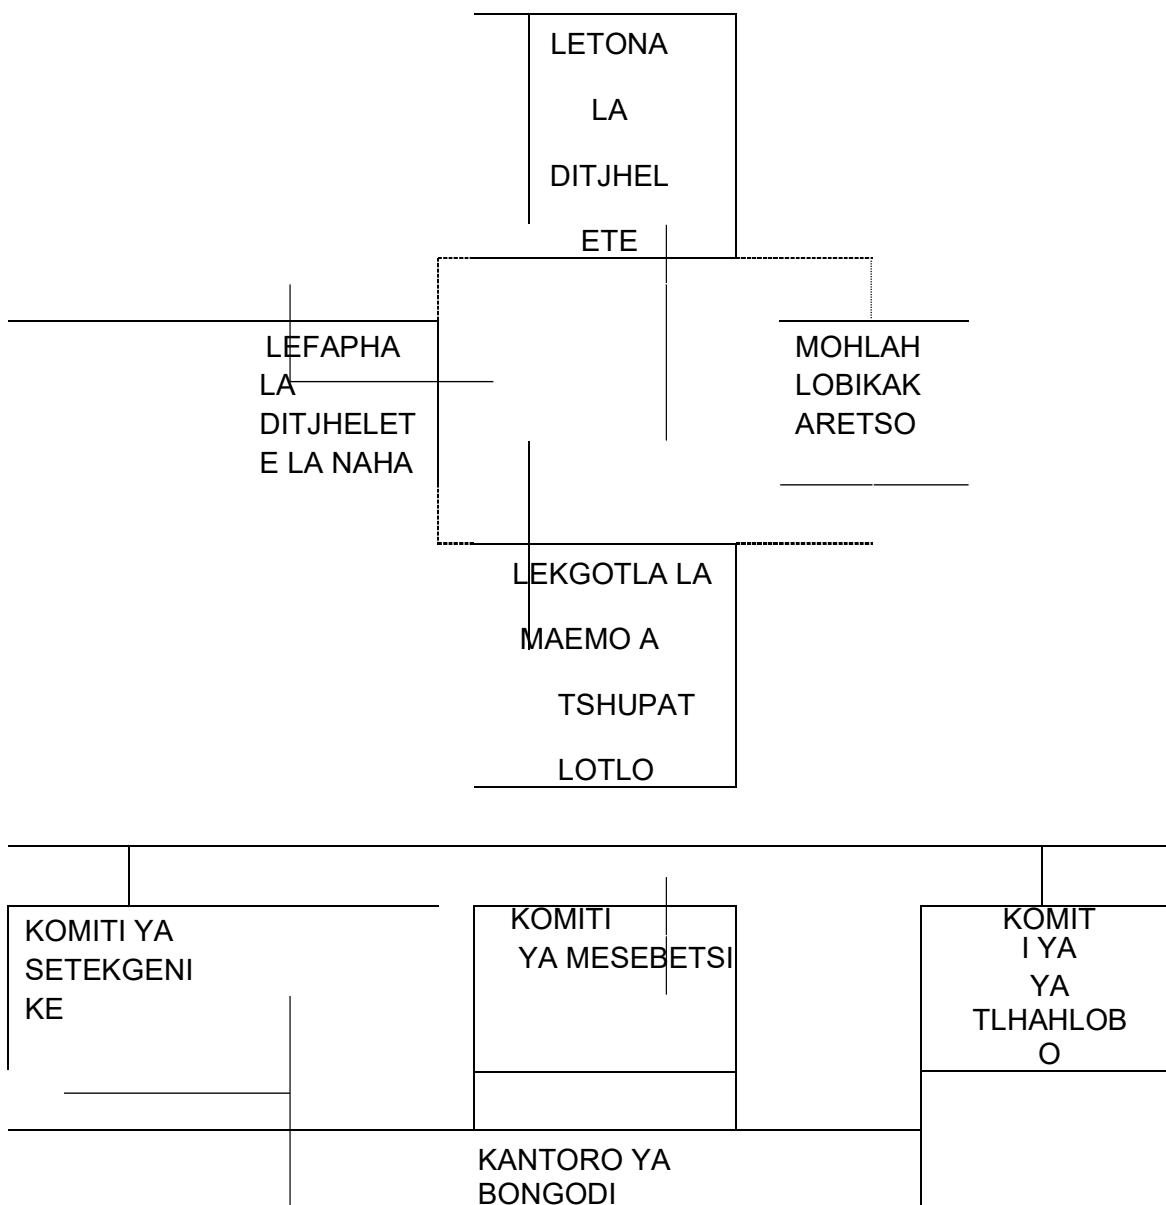 LETONA
LA
DITJHEL
ETE
LEFAPHA
LA
DITJHELET
E LA NAHA
MOHLAH
LOBIKAK
ARETSO
LEKGOTLA LA
MAEMO A
TSHUPAT
LOTLO
KOMITI YA
SETEKGENI
KE
KOMITI
YA MESEBETSI
KOMIT
I YA
YA
TLHAHLOB
O
KANTORO YA
BONGODI